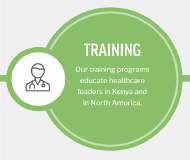 TRAINING
Our training programs
educate healthcare
leaders in Kenya and
in North America.